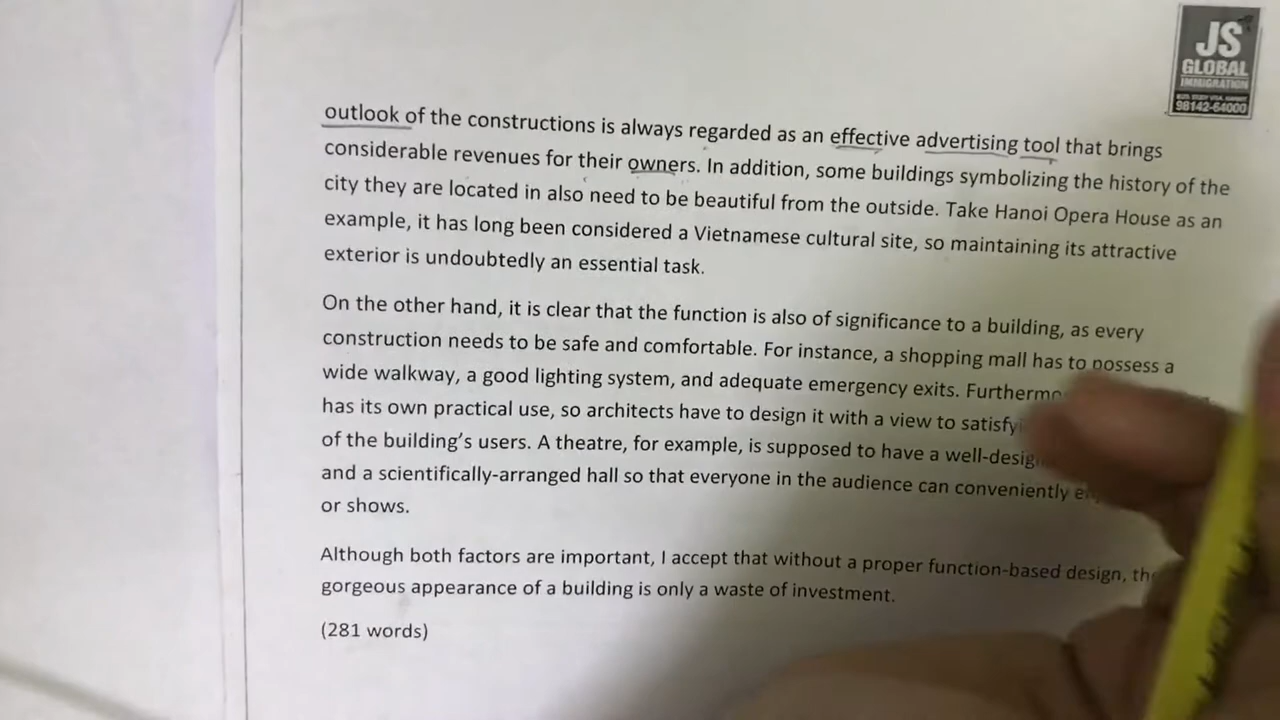 JS
GLOBAL
IMMIGRATION
98142-64000
outlook of the constructions is always regarded as an effective advertising tool that brings
considerable revenues for their owners. In addition, some buildings symbolizing the history of the
city they are located in also need to be beautiful from the outside. Take Hanoi Opera House as an
example, it has long been considered a Vietnamese cultural site, so maintaining its attractive
exterior is undoubtedly an essential task.
On the other hand, it is clear that the function is also of significance to a building, as every
construction needs to be safe and comfortable. For instance, a shopping mall has to possess a
wide walkway, a good lighting system, and adequate emergency exits.
has its own practical use, so architects have to design it with a view to
of the building's users. A theatre, for example, is supposed to have a
and a scientifically-arranged hall so that everyone in the audience can conveniently
or shows.
Although both factors are important, I accept that without a proper function-based design,
gorgeous appearance of a building is only a waste of investment.
(281 words)